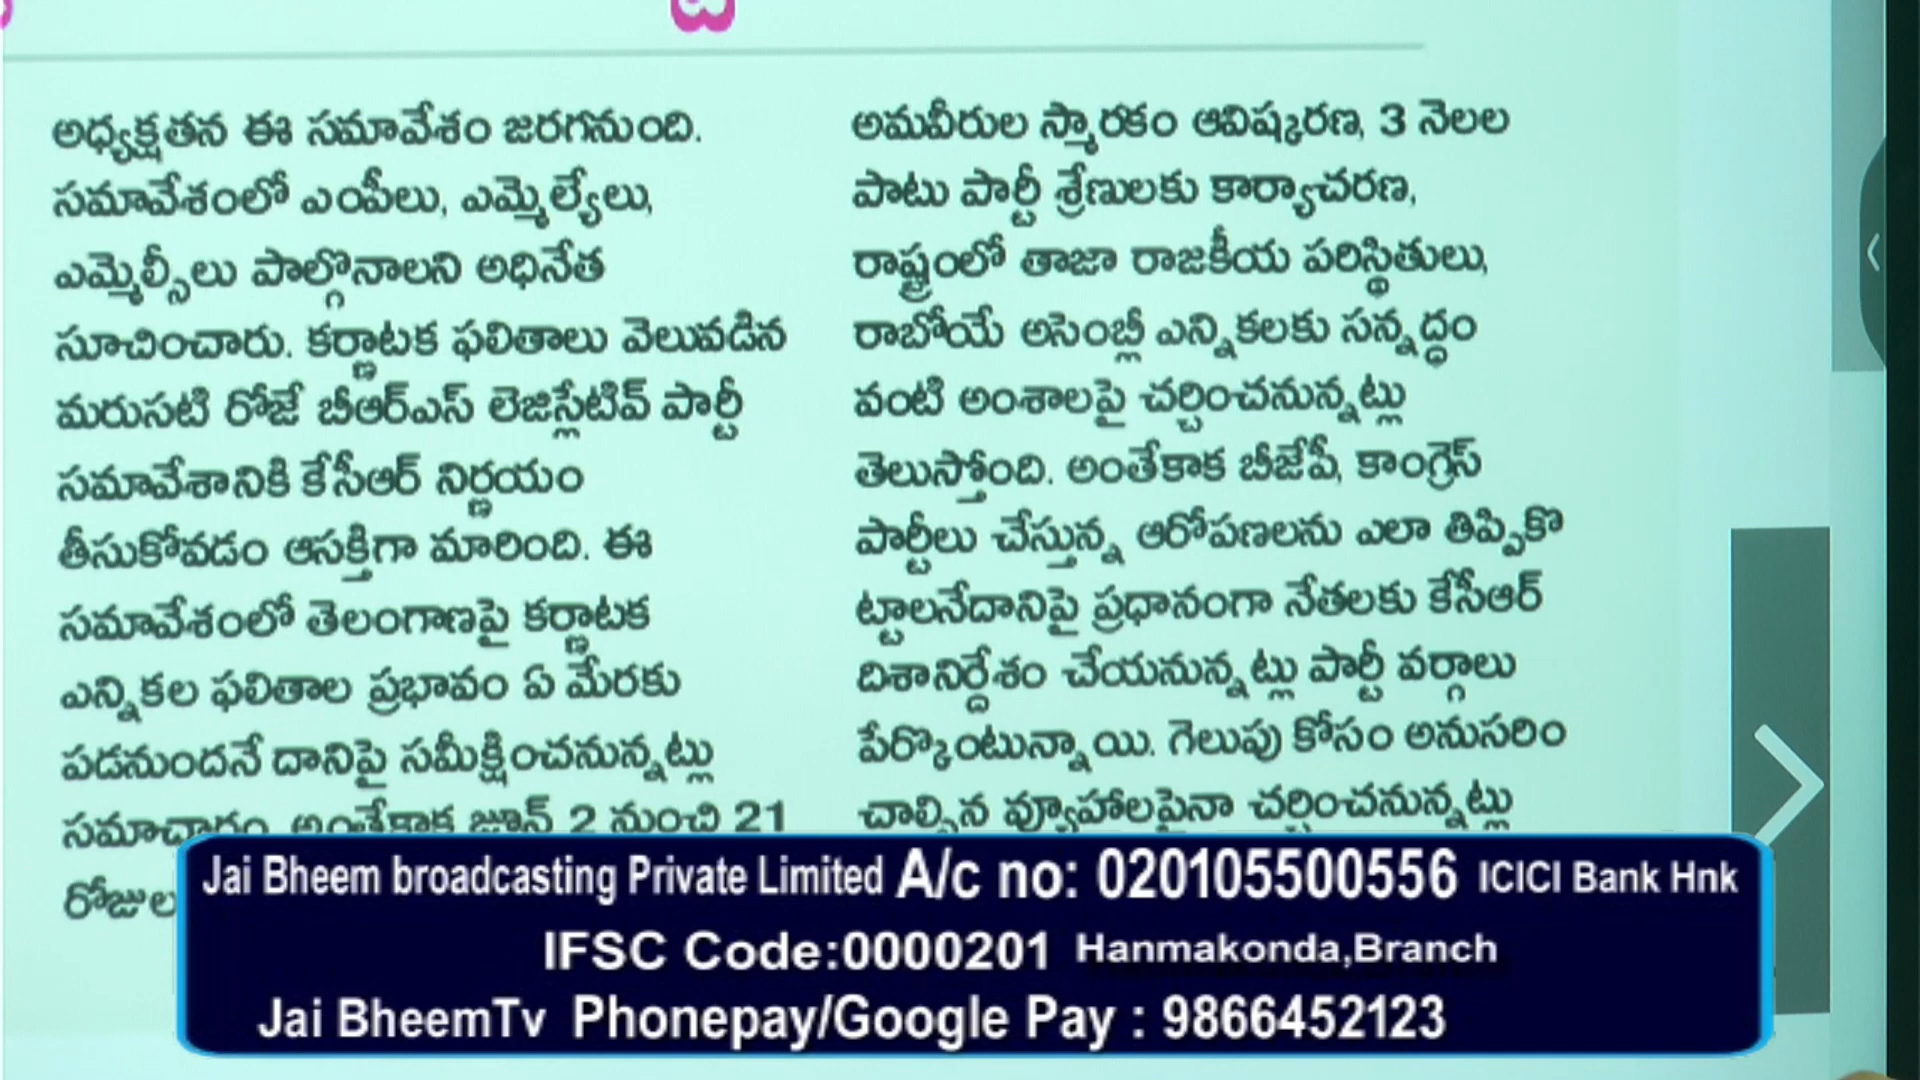 అధ్యక్షతన ఈ సమావేశం జరగనుంది.
సమావేశంలో ఎంపీలు, ఎమ్మెల్యేలు,
ఎమ్మెల్సీలు పాల్గొనాలని అధినేత
సూచించారు. కర్ణాటక ఫలితాలు వెలువడిన
మరుసటి రోజే బీఆర్ఎస్ లెజిస్లేటివ్ పార్టీ
సమావేశానికి కేసీఆర్ నిర్ణయం
తీసుకోవడం ఆసక్తిగా మారింది. ఈ
సమావేశంలో తెలంగాణపై కర్ణాటక
ఎన్నికల ఫలితాల ప్రభావం ఏ మేరకు
పడనుందనే దానిపై సమీక్షించనున్నట్లు
సమాచారం. అంతేకాక జూన్ 2 నుంచి 21
రోజుల
అమవీరుల స్మారకం ఆవిష్కరణ, 3 నెలల
పాటు పార్టీ శ్రేణులకు కార్యాచరణ,
రాష్ట్రంలో తాజా రాజకీయ పరిస్థితులు,
రాబోయే అసెంబ్లీ ఎన్నికలకు సన్నద్ధం
వంటి అంశాలపై చర్చించనున్నట్లు
తెలుస్తోంది. అంతేకాక బీజేపీ, కాంగ్రెస్
పార్టీలు చేస్తున్న ఆరోపణలను ఎలా తిప్పికొ
ట్టాలనేదానిపై ప్రధానంగా నేతలకు కేసీఆర్
దిశానిర్దేశం చేయనున్నట్లు పార్టీ వర్గాలు
పేర్కొంటున్నాయి. గెలుపు కోసం అనుసరిం
చాల్సిన వ్యూహాలపైనా చర్చించనున్నట్లు
Jai Bheem broadcasting Private Limited A/c no: 020105500556 ICICI Bank Hnk
IFSC Code:0000201 Hanmakonda,Branch
Jai BheemTv Phonepay/Google Pay : 9866452123